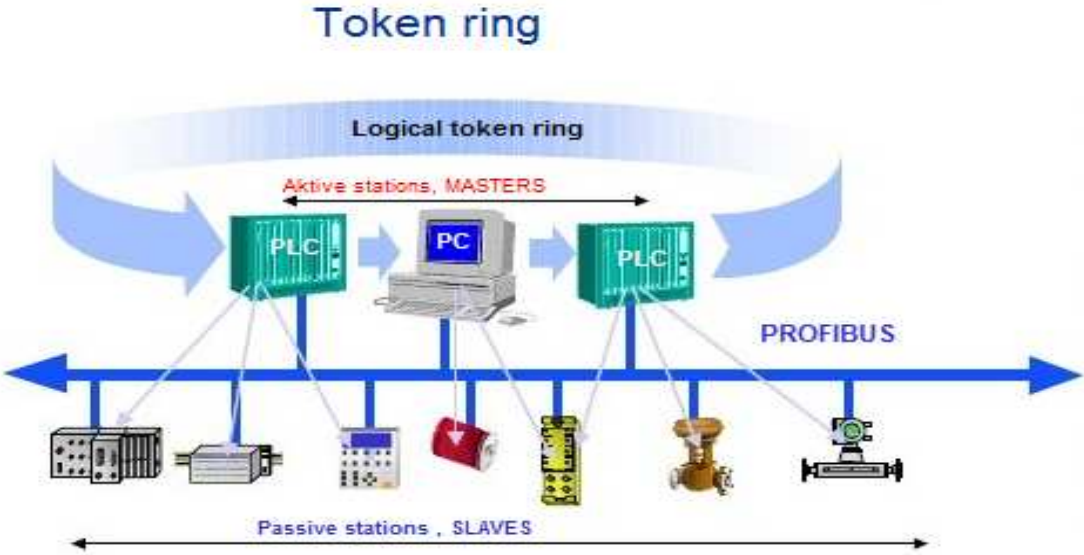 Token ring
Logical token ring
Aktive stations, MASTERS
PLC
PC
PLC
PROFIBUS
Passive stations , SLAVES